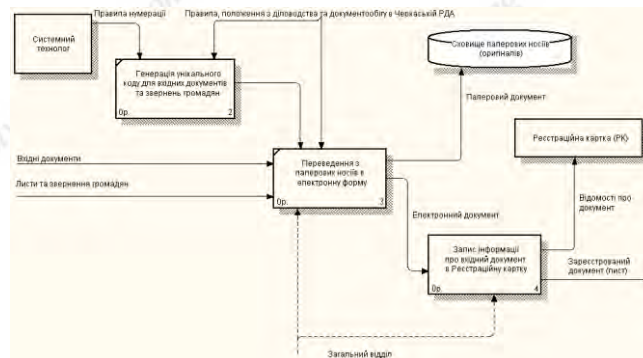 Правила нумерації
Правила, положення з діловодства та документообігу в Черкаській РДА
Системний
технолог
Генерація унікального
коду для вхідних документів
та звернень громадян
0р.
2
Сховище паперових носіїв
(оригіналів)
Паперовий документ
Реєстраційна картка (РК)
Вхідні документи
Листи та звернення громадян
Переведення з
паперових носіїв в
електронну форму
0р.
3
Відомості про
документ
Електронний документ
Запис інформації
про вхідний документ
в Реєстраційну картку
0р.
4
Зареєстрований
документ (лист)
Загальний відділ